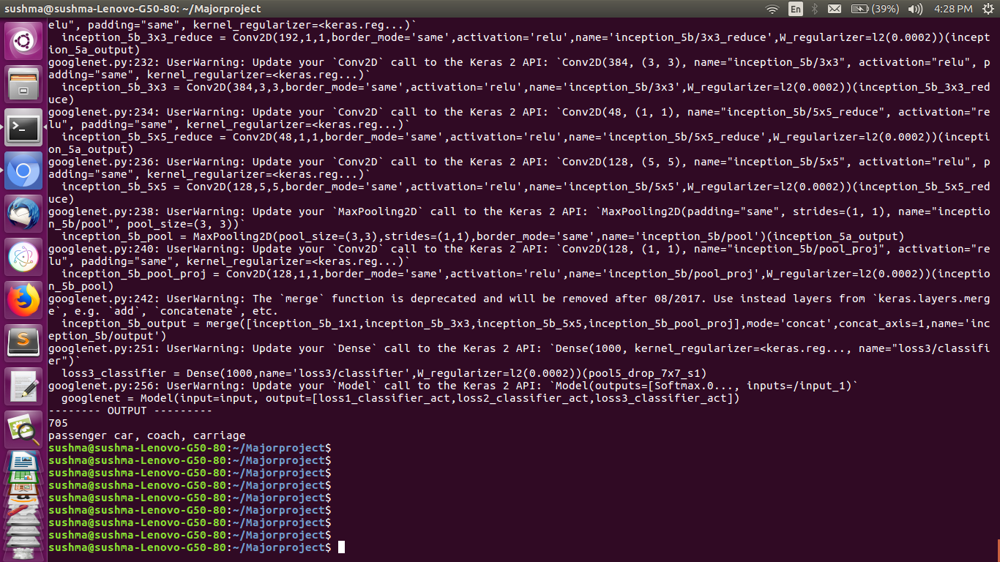 sushma@sushma-Lenovo-G50-80: ~/Majorproject
En
(39%)
4:28 PM
elu", padding="same", kernel_regularizer=<keras.reg...)`
  inception_5b_3x3_reduce = Conv2D(192,1,1,border_mode='same',activation='relu',name='inception_5b/3x3_reduce',W_regularizer=l2(0.0002))(incept
ion_5a_output)
googlenet.py:232: UserWarning: Update your `Conv2D` call to the Keras 2 API: `Conv2D(384, (3, 3), name="inception_5b/3x3", activation="relu", p
adding="same", kernel_regularizer=<keras.reg...)`
  inception_5b_3x3 = Conv2D(384,3,3,border_mode='same',activation='relu',name='inception_5b/3x3',W_regularizer=l2(0.0002))(inception_5b_3x3_red
uce)
googlenet.py:234: UserWarning: Update your `Conv2D` call to the Keras 2 API: `Conv2D(48, (1, 1), name="inception_5b/5x5_reduce", activation="re
lu", padding="same", kernel_regularizer=<keras.reg...)`
  inception_5b_5x5_reduce = Conv2D(48,1,1,border_mode='same',activation='relu',name='inception_5b/5x5_reduce',W_regularizer=l2(0.0002))(incepti
on_5a_output)
googlenet.py:236: UserWarning: Update your `Conv2D` call to the Keras 2 API: `Conv2D(128, (5, 5), name="inception_5b/5x5", activation="relu", p
adding="same", kernel_regularizer=<keras.reg...)`
  inception_5b_5x5 = Conv2D(128,5,5,border_mode='same',activation='relu',name='inception_5b/5x5',W_regularizer=l2(0.0002))(inception_5b_5x5_red
uce)
googlenet.py:238: UserWarning: Update your `MaxPooling2D` call to the Keras 2 API: `MaxPooling2D(padding="same", strides=(1, 1), name="inceptio
n_5b/pool", pool_size=(3, 3))`
  inception_5b_pool = MaxPooling2D(pool_size=(3,3),strides=(1,1),border_mode='same',name='inception_5b/pool')(inception_5a_output)
googlenet.py:240: UserWarning: Update your `Conv2D` call to the Keras 2 API: `Conv2D(128, (1, 1), name="inception_5b/pool_proj", activation="re
lu", padding="same", kernel_regularizer=<keras.reg...)`
  inception_5b_pool_proj = Conv2D(128,1,1,border_mode='same',activation='relu',name='inception_5b/pool_proj',W_regularizer=l2(0.0002))(inceptio
n_5b_pool)
googlenet.py:242: UserWarning: The `merge` function is deprecated and will be removed after 08/2017. Use instead layers from `keras.layers.merg
e`, e.g. `add`, `concatenate`, etc.
  inception_5b_output = merge([inception_5b_1x1,inception_5b_3x3,inception_5b_5x5,inception_5b_pool_proj],mode='concat',concat_axis=1,name='inc
eption_5b/output')
googlenet.py:251: UserWarning: Update your `Dense` call to the Keras 2 API: `Dense(1000, kernel_regularizer=<keras.reg..., name="loss3/classifi
er")`
  loss3_classifier = Dense(1000,name='loss3/classifier',W_regularizer=l2(0.0002))(pool5_drop_7x7_s1)
googlenet.py:256: UserWarning: Update your `Model` call to the Keras 2 API: `Model(outputs=[Softmax.0..., inputs=/input_1)`
  googlenet = Model(input=input, output=[loss1_classifier_act,loss2_classifier_act,loss3_classifier_act])
-------- OUTPUT ---------
705
passenger car, coach, carriage
sushma@sushma-Lenovo-G50-80:~/Majorproject$
sushma@sushma-Lenovo-G50-80:~/Majorproject$
sushma@sushma-Lenovo-G50-80:~/Majorproject$
sushma@sushma-Lenovo-G50-80:~/Majorproject$
sushma@sushma-Lenovo-G50-80:~/Majorproject$
sushma@sushma-Lenovo-G50-80:~/Majorproject$
sushma@sushma-Lenovo-G50-80:~/Majorproject$
sushma@sushma-Lenovo-G50-80:~/Majorproject$
sushma@sushma-Lenovo-G50-80:~/Majorproject$